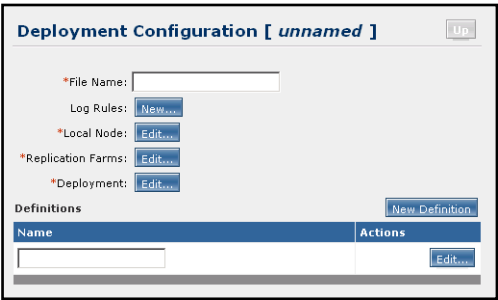 Deployment Configuration [ unnamed ] Up
*File Name:
Log Rules: New...
*Local Node: Edit...
*Replication Farms: Edit...
*Deployment: Edit...
Definitions New Definition
Name Actions
Edit...